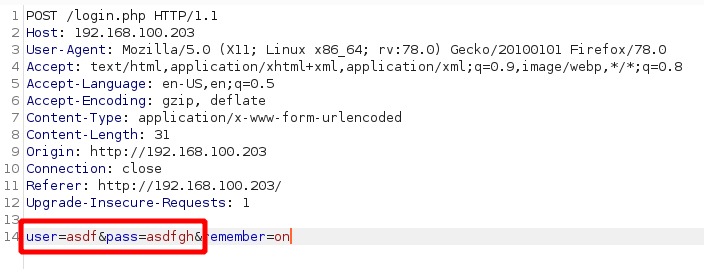 1 POST /login.php HTTP/1.1
2 Host: 192.168.100.203
3 User-Agent: Mozilla/5.0 (X11; Linux x86_64; rv:78.0) Gecko/20100101 Firefox/78.0
4 Accept: text/html,application/xhtml+xml,application/xml;q=0.9,image/webp,*/*;q=0.8
5 Accept-Language: en-US,en;q=0.5
6 Accept-Encoding: gzip, deflate
7 Content-Type: application/x-www-form-urlencoded
8 Content-Length: 31
9 Origin: http://192.168.100.203
10 Connection: close
11 Referer: http://192.168.100.203/
12 Upgrade-Insecure-Requests: 1
13
14 user=asdf&pass=asdfgh&remember=on